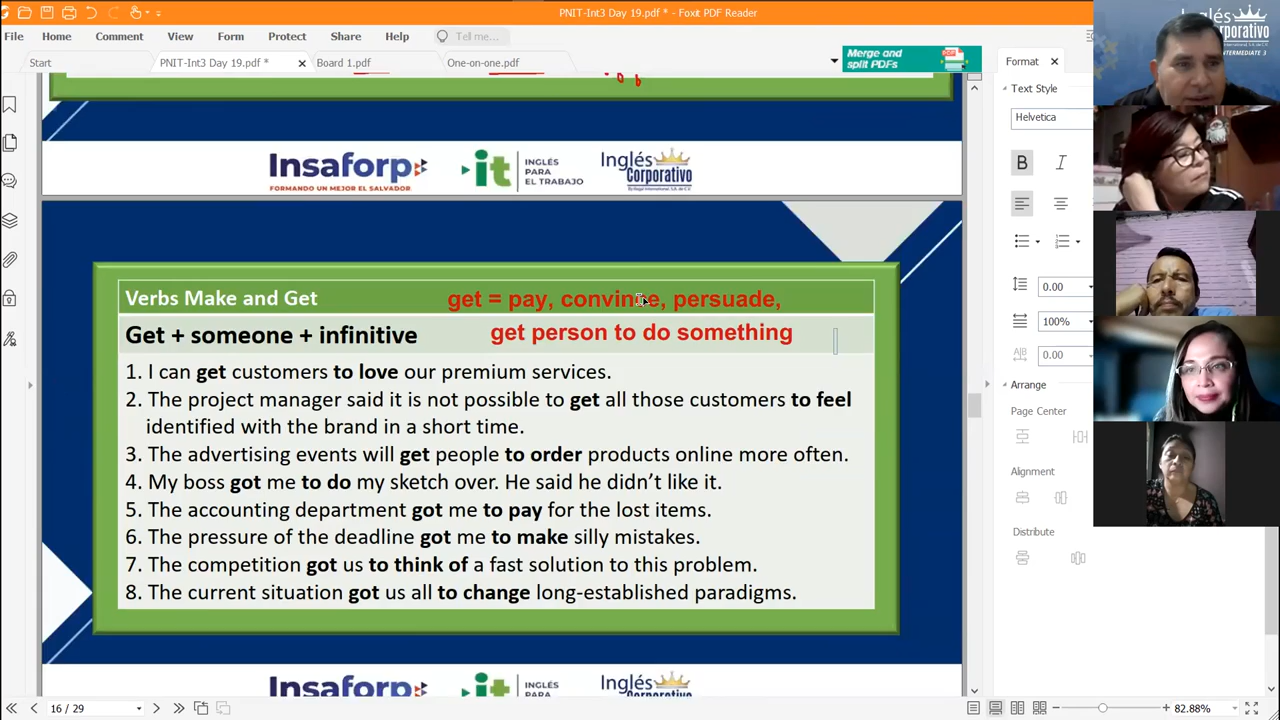 PNIT-Int3 Day 19.pdf * - Foxit PDF Reader
File Home Comment View Form Protect Share Help Tell me...
Start PNIT-Int3 Day 19.pdf * Board 1.pdf One-on-one.pdf
Merge and split PDFs
Insaforp
FORMANDO UN MEJOR EL SALVADOR
it INGLÉS PARA EL TRABAJO
Inglés Corporativo
Verbs Make and Get
get = pay, convince, persuade,
Get + someone + infinitive
get person to do something
1. I can get customers to love our premium services.
2. The project manager said it is not possible to get all those customers to feel
identified with the brand in a short time.
3. The advertising events will get people to order products online more often.
4. My boss got me to do my sketch over. He said he didn’t like it.
5. The accounting department got me to pay for the lost items.
6. The pressure of the deadline got me to make silly mistakes.
7. The competition got us to think of a fast solution to this problem.
8. The current situation got us all to change long-established paradigms.
Insaforp
it INGLÉS PARA
Inglés
16 / 29
82.88%
Format
Text Style
Helvetica
B I
0.00
100%
0.00
Arrange
Page Center
Alignment
Distribute
Inglés
Corporativo
INTERMEDIATE 3